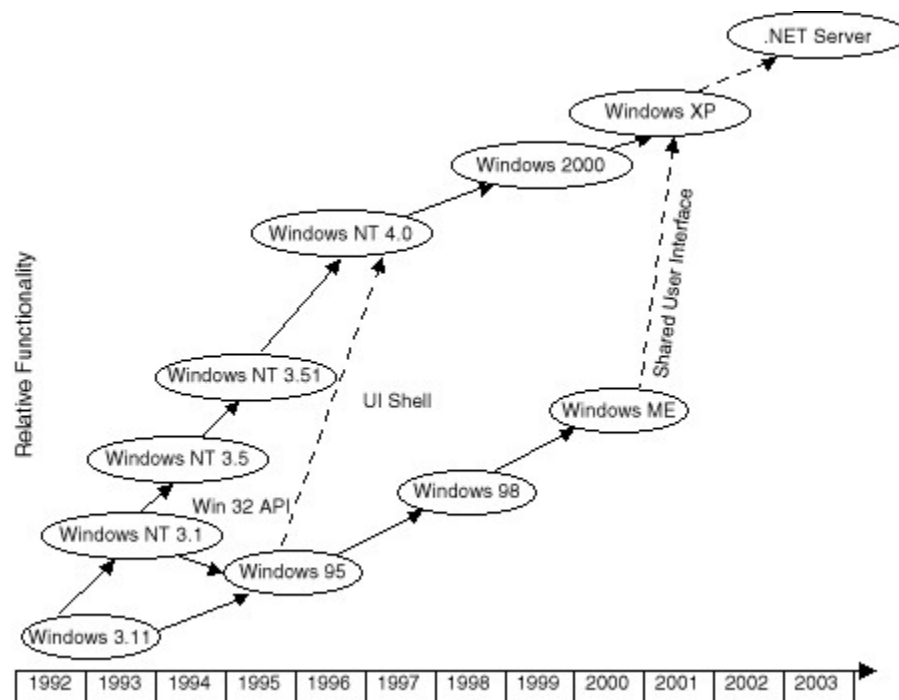 .NET Server
Windows XP
Windows 2000
Windows NT 4.0
Shared User Interface
Relative Functionality
Windows NT 3.51
UI Shell
Windows ME
Windows NT 3.5
Windows 98
Win 32 API
Windows NT 3.1
Windows 95
Windows 3.11
1992 1993 1994 1995 1996 1997 1998 1999 2000 2001 2002 2003